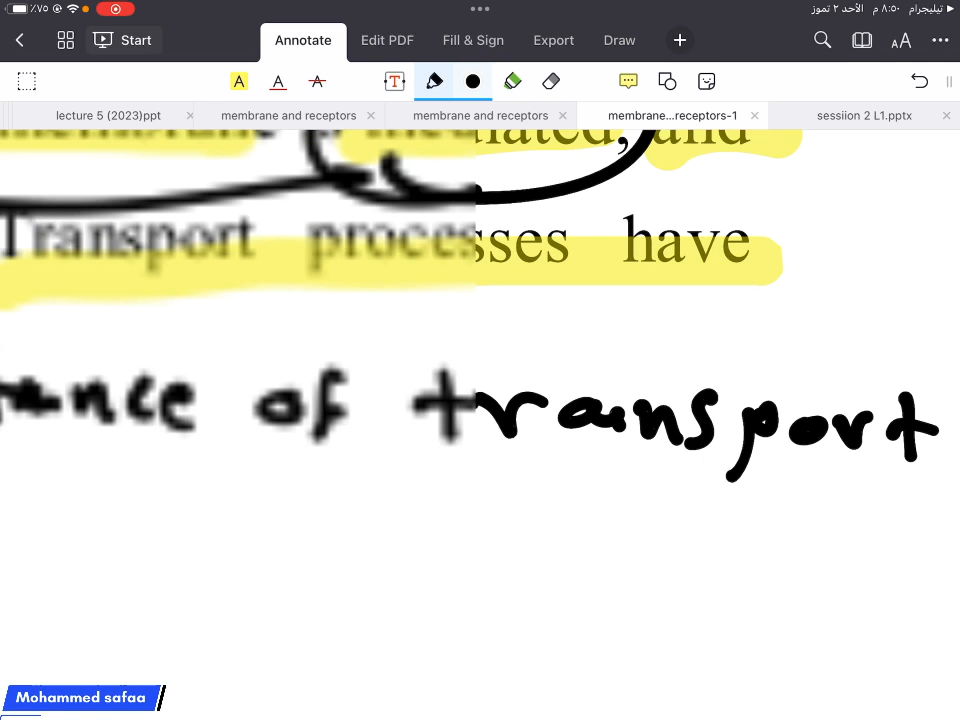 ٪٧٥ تيليجرام ٨:٥٠ م الأحد ٢ تموز
Start Annotate Edit PDF Fill & Sign Export Draw
lecture 5 (2023)ppt membrane and receptors membrane and receptors membrane...receptors-1 sessiion 2 L1.pptx
and
Transport processes have
of transport
Mohammed safaa